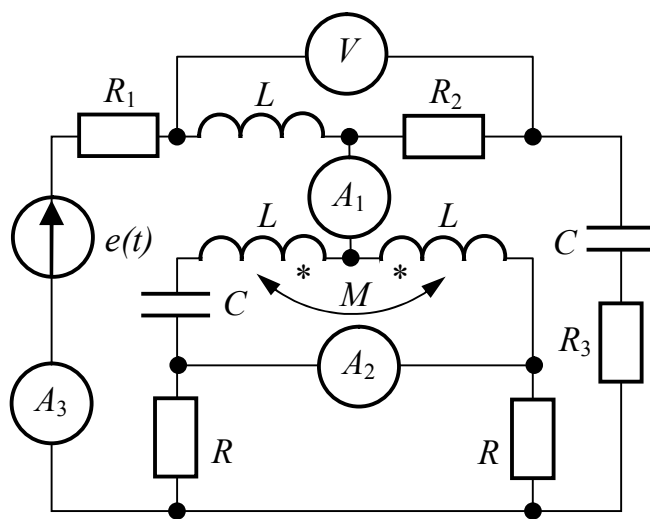 V
R₁ L R₂
A₁
e(t) L L C
* *
C M
R₃
A₂
A₃
R R